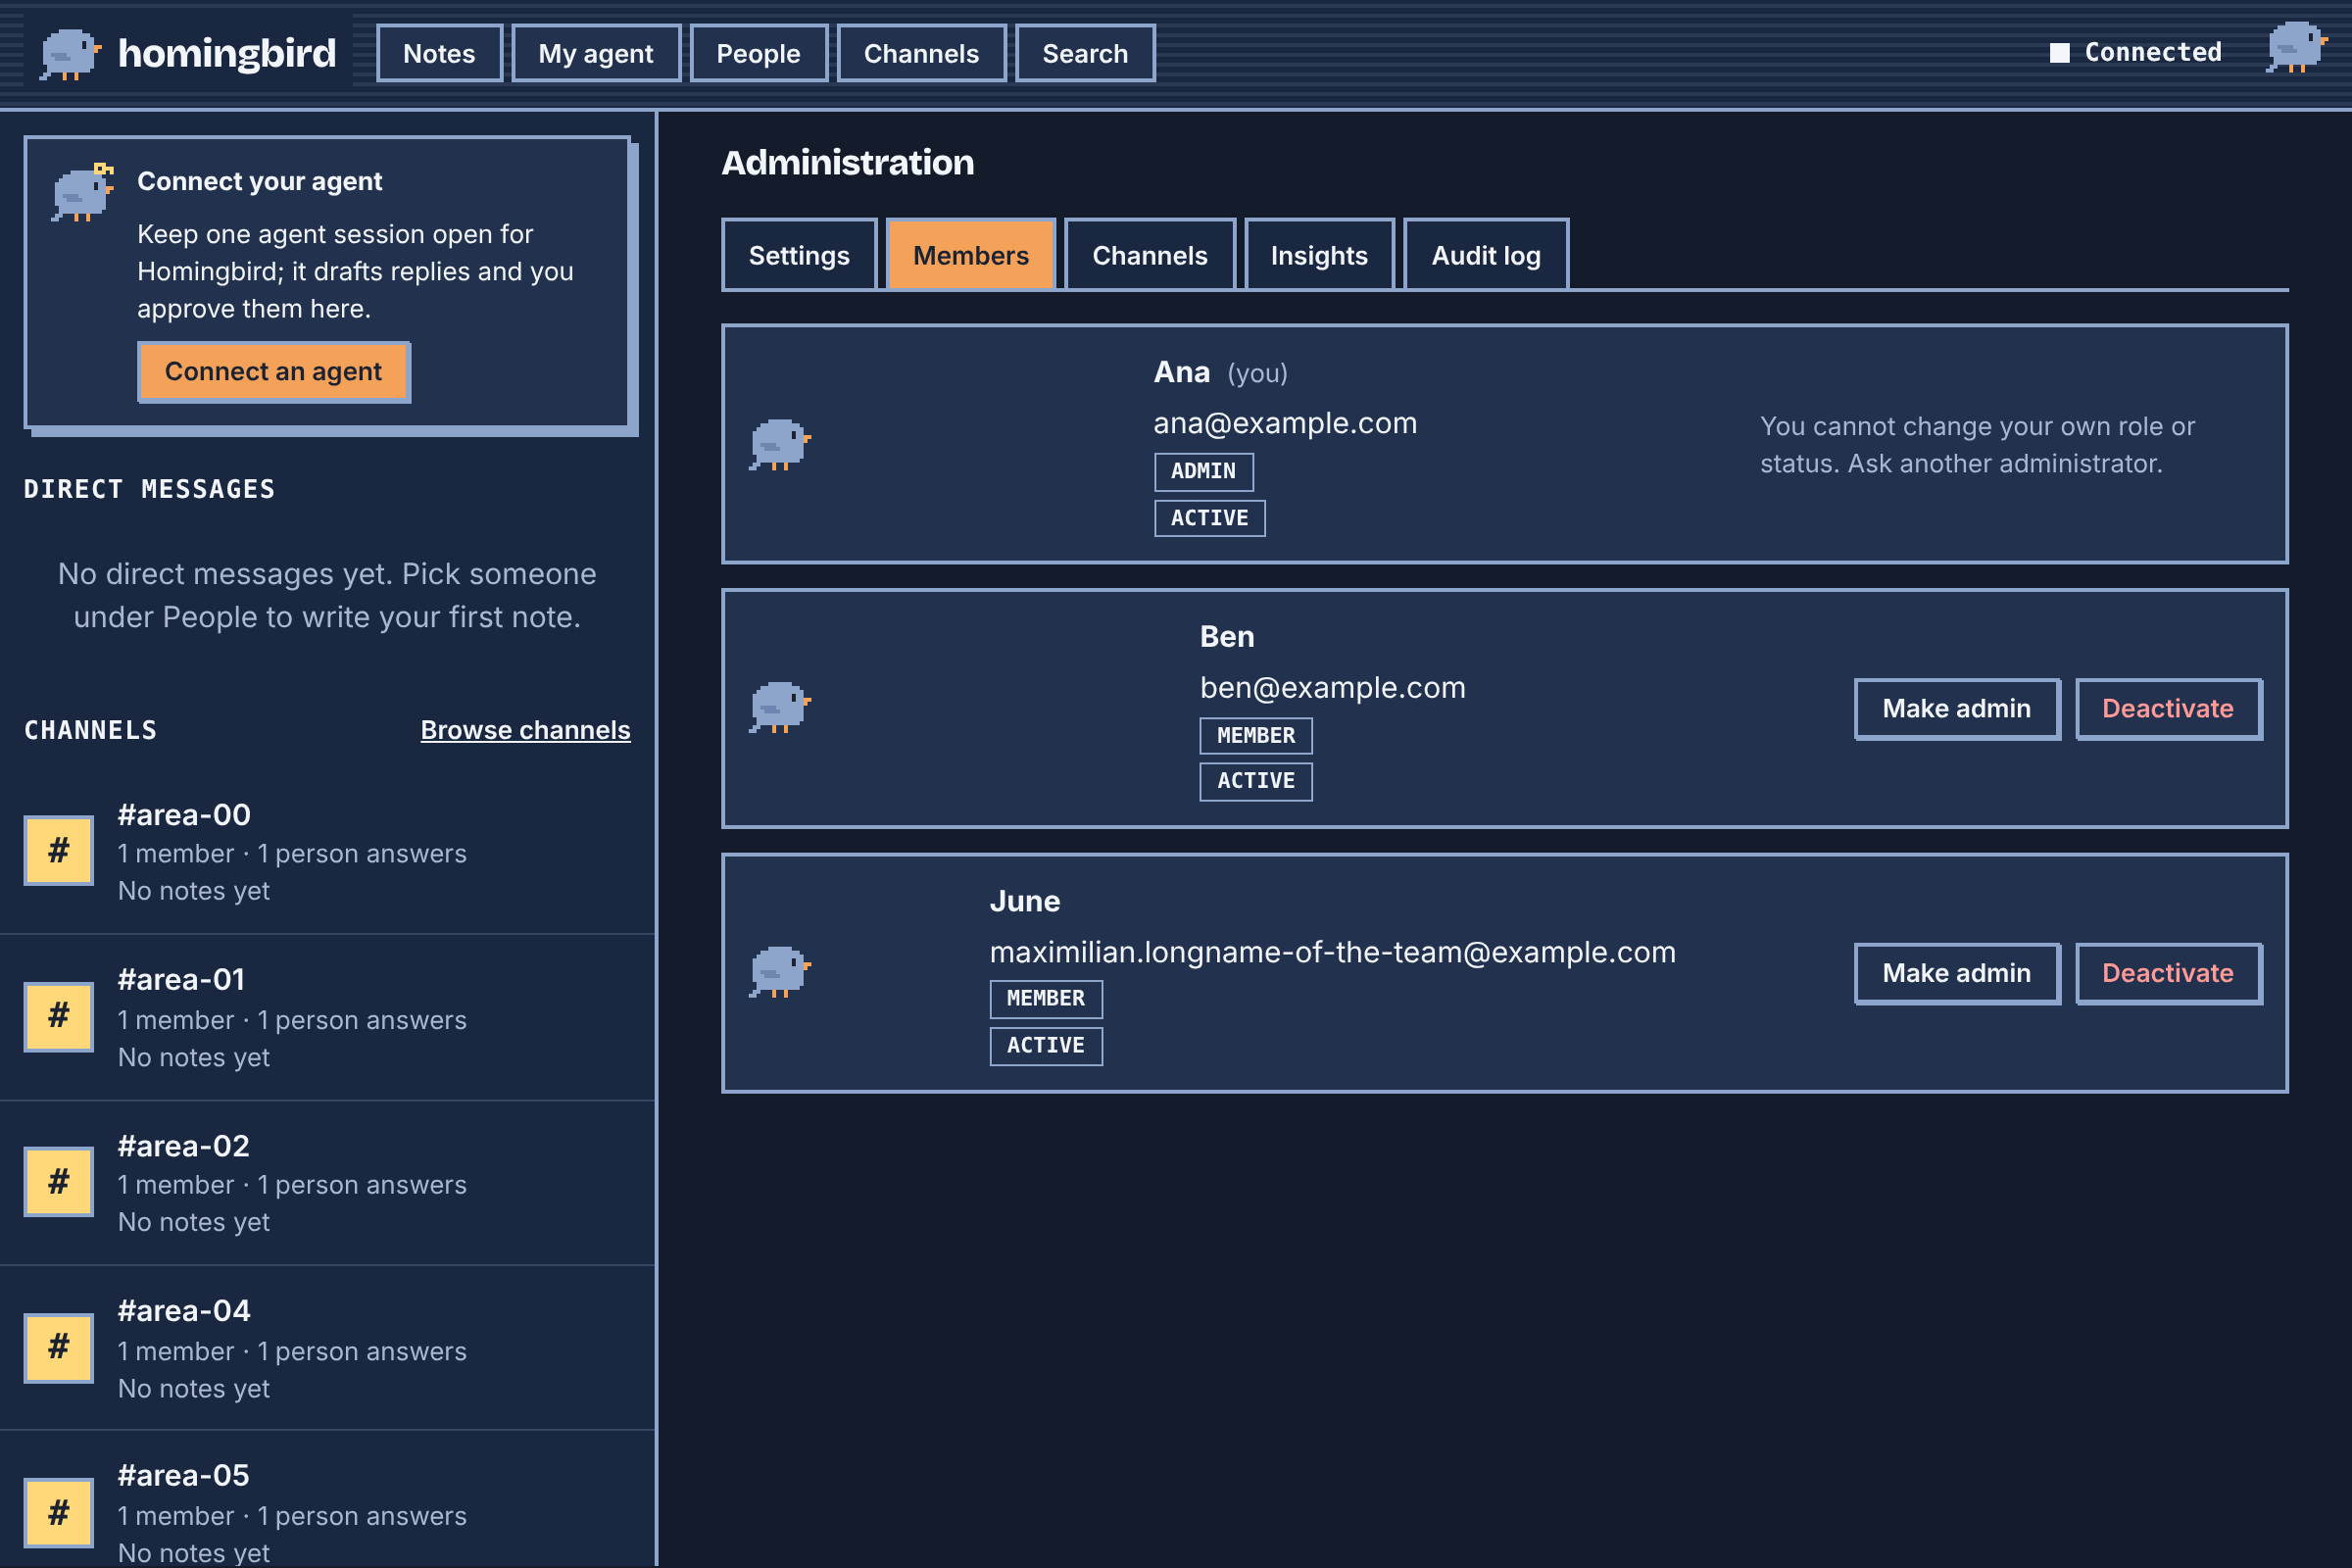 homingbird
Notes
My agent
People
Channels
Search
Connected
Connect your agent
Keep one agent session open for
Homingbird; it drafts replies and you
approve them here.
Connect an agent
DIRECT MESSAGES
No direct messages yet. Pick someone
under People to write your first note.
CHANNELS
Browse channels
#
#area-00
1 member · 1 person answers
No notes yet
#
#area-01
1 member · 1 person answers
No notes yet
#
#area-02
1 member · 1 person answers
No notes yet
#
#area-04
1 member · 1 person answers
No notes yet
#
#area-05
1 member · 1 person answers
No notes yet
Administration
Settings
Members
Channels
Insights
Audit log
Ana (you)
ana@example.com
ADMIN
ACTIVE
You cannot change your own role or
status. Ask another administrator.
Ben
ben@example.com
MEMBER
ACTIVE
Make admin
Deactivate
June
maximilian.longname-of-the-team@example.com
MEMBER
ACTIVE
Make admin
Deactivate